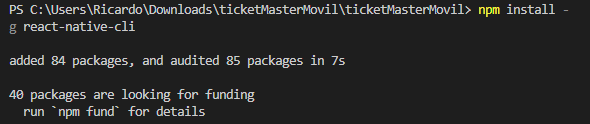 PS C:\Users\Ricardo\Downloads\ticketMasterMovil\ticketMasterMovil> npm install -
g react-native-cli
added 84 packages, and audited 85 packages in 7s
40 packages are looking for funding
  run `npm fund` for details